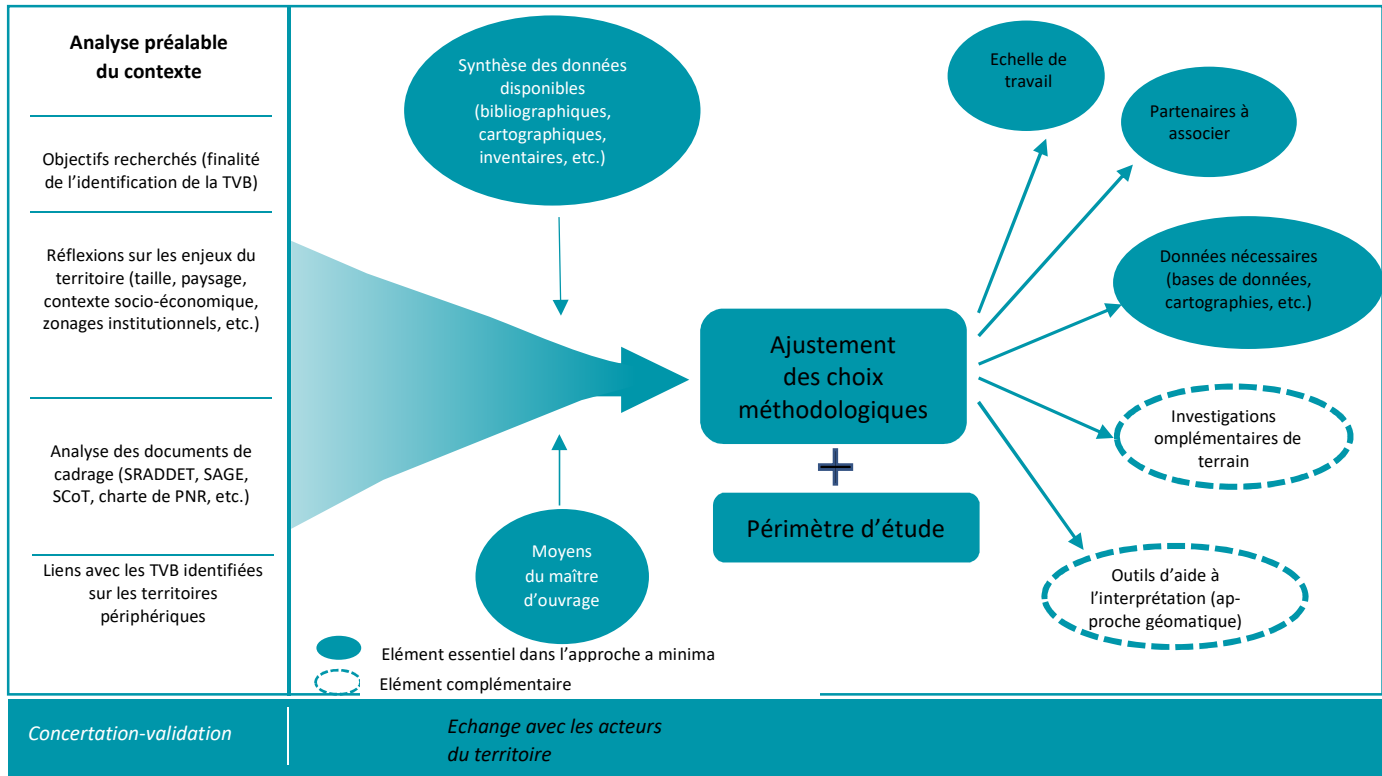 Analyse préalable
du contexte
Objectifs recherchés (finalité
de l'identification de la TVB)
Réflexions sur les enjeux du
territoire (taille, paysage,
contexte socio-économique,
zonages institutionnels, etc.)
Analyse des documents de
cadrage (SRADDET, SAGE,
SCoT, charte de PNR, etc.)
Liens avec les TVB identifiées
sur les territoires
périphériques
Synthèse des données
disponibles
(bibliographiques,
cartographiques,
inventaires, etc.)
Moyens
du maître
d'ouvrage
Ajustement
des choix
méthodologiques
Périmètre d'étude
Echelle de
travail
Partenaires à
associer
Données nécessaires
(bases de données,
cartographies, etc.)
Investigations
omplémentaires de
terrain
Outils d'aide à
l'interprétation (ap-
proche géomatique)
Elément essentiel dans l'approche a minima
Elément complémentaire
Concertation-validation
Echange avec les acteurs
du territoire